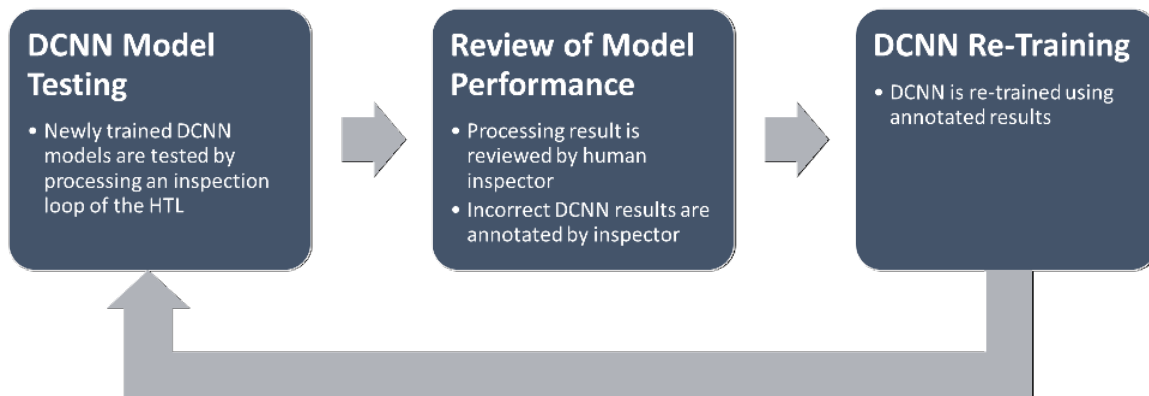 DCNN Model
Testing
• Newly trained DCNN
models are tested by
processing an inspection
loop of the HTL
Review of Model
Performance
• Processing result is
reviewed by human
inspector
• Incorrect DCNN results are
annotated by inspector
DCNN Re-Training
• DCNN is re-trained using
annotated results